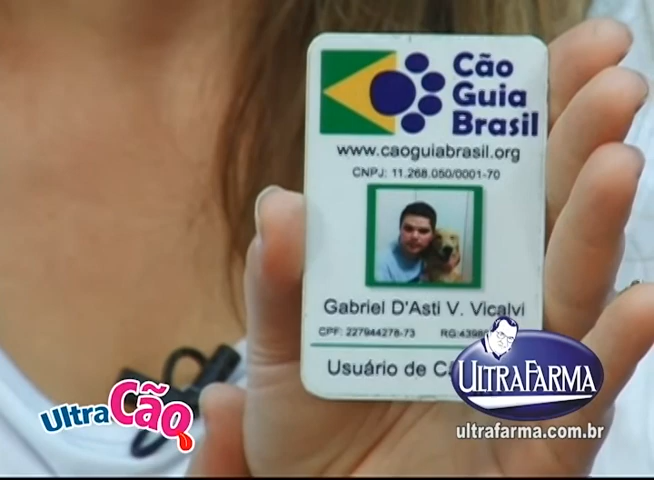 Cão
Guia
Brasil
www.caoguiabrasil.org
CNPJ: 11.268.050/0001-70
Gabriel D'Asti V. Vicalvi
CPF: 227944278-73 RG:4398
Usuário de
ULTRAFARMA
ultrafarma.com.br
UltraCão